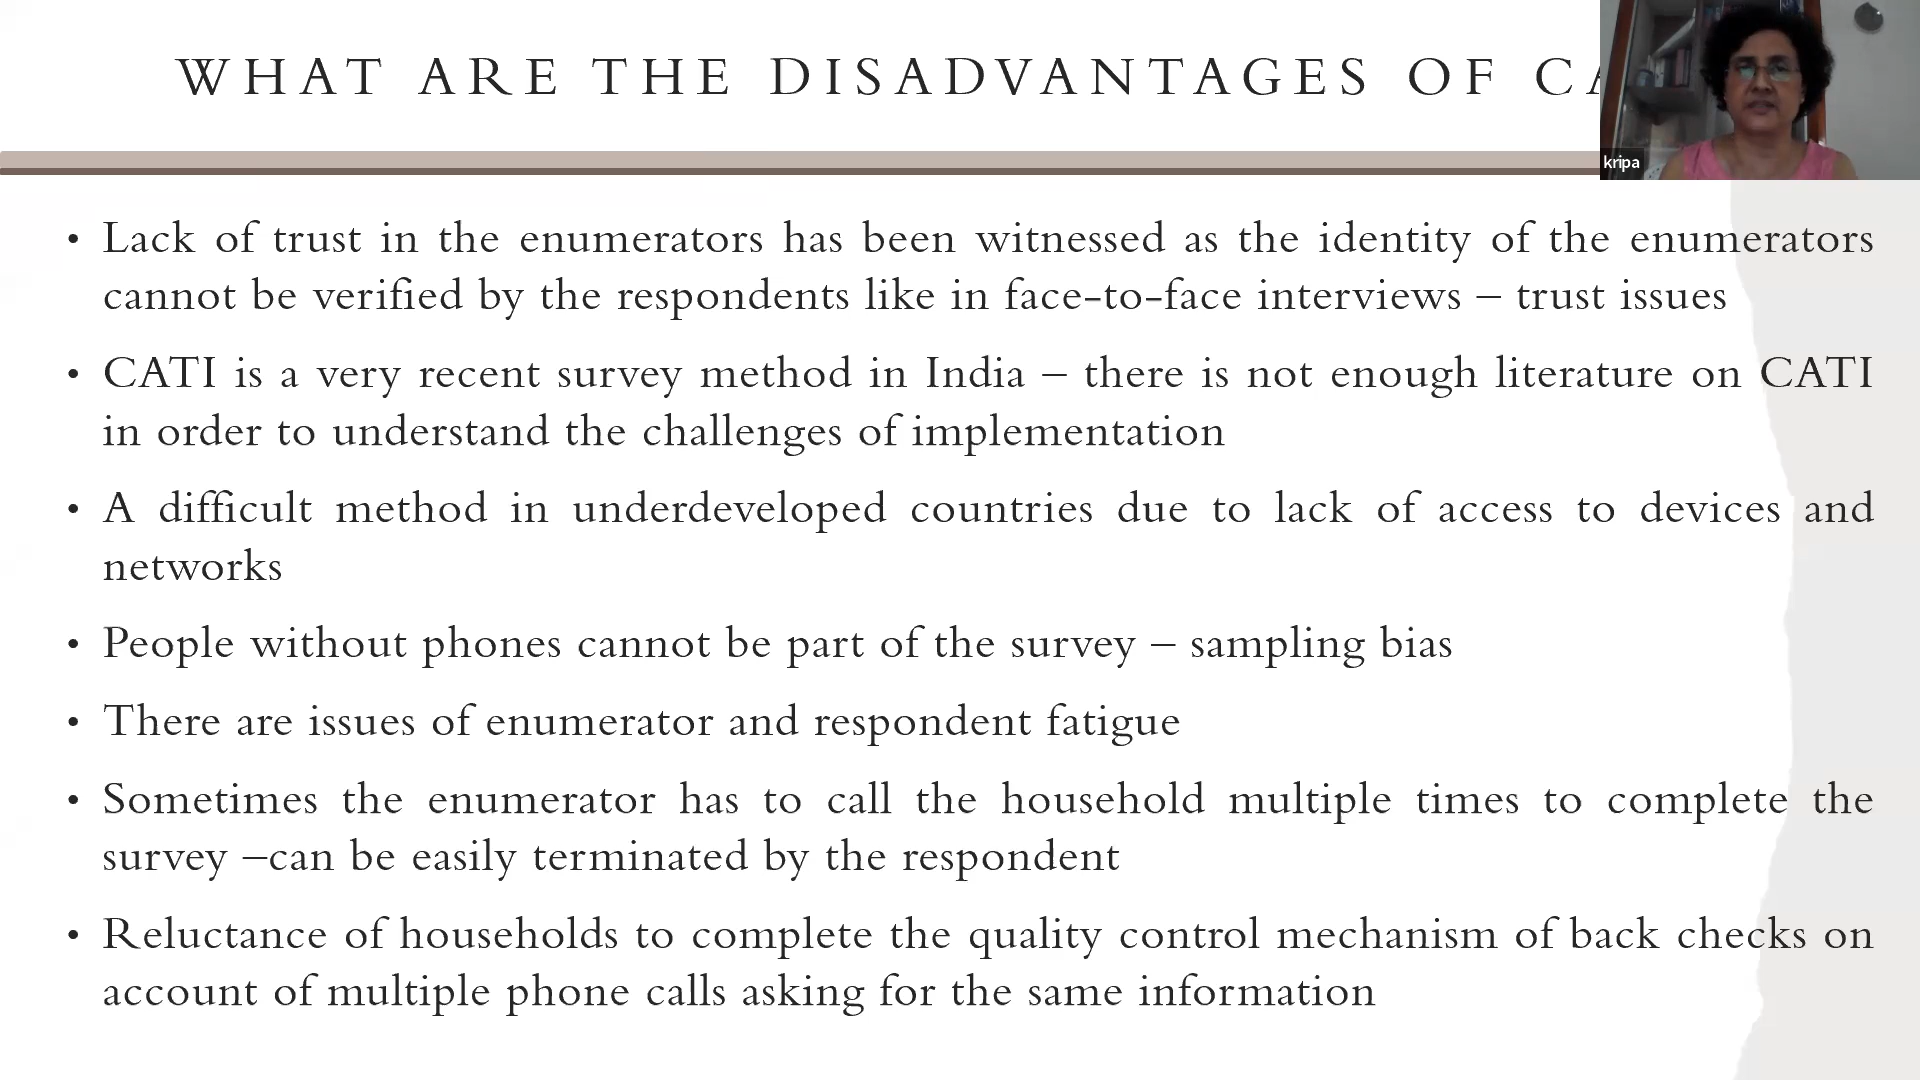 WHAT ARE THE DISADVANTAGES OF
kripa
• Lack of trust in the enumerators has been witnessed as the identity of the enumerators
cannot be verified by the respondents like in face-to-face interviews – trust issues
• CATI is a very recent survey method in India – there is not enough literature on CATI
in order to understand the challenges of implementation
• A difficult method in underdeveloped countries due to lack of access to devices and
networks
• People without phones cannot be part of the survey – sampling bias
• There are issues of enumerator and respondent fatigue
• Sometimes the enumerator has to call the household multiple times to complete the
survey –can be easily terminated by the respondent
• Reluctance of households to complete the quality control mechanism of back checks on
account of multiple phone calls asking for the same information